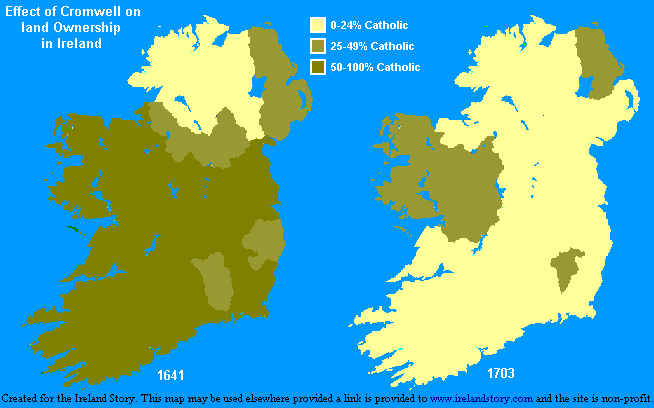 Effect of Cromwell on
land Ownership
in Ireland
0-24% Catholic
25-49% Catholic
50-100% Catholic
1641
1703
Created for the Ireland Story. This map may be used elsewhere provided a link is provided to www.irelandstory.com and the site is non-profit.